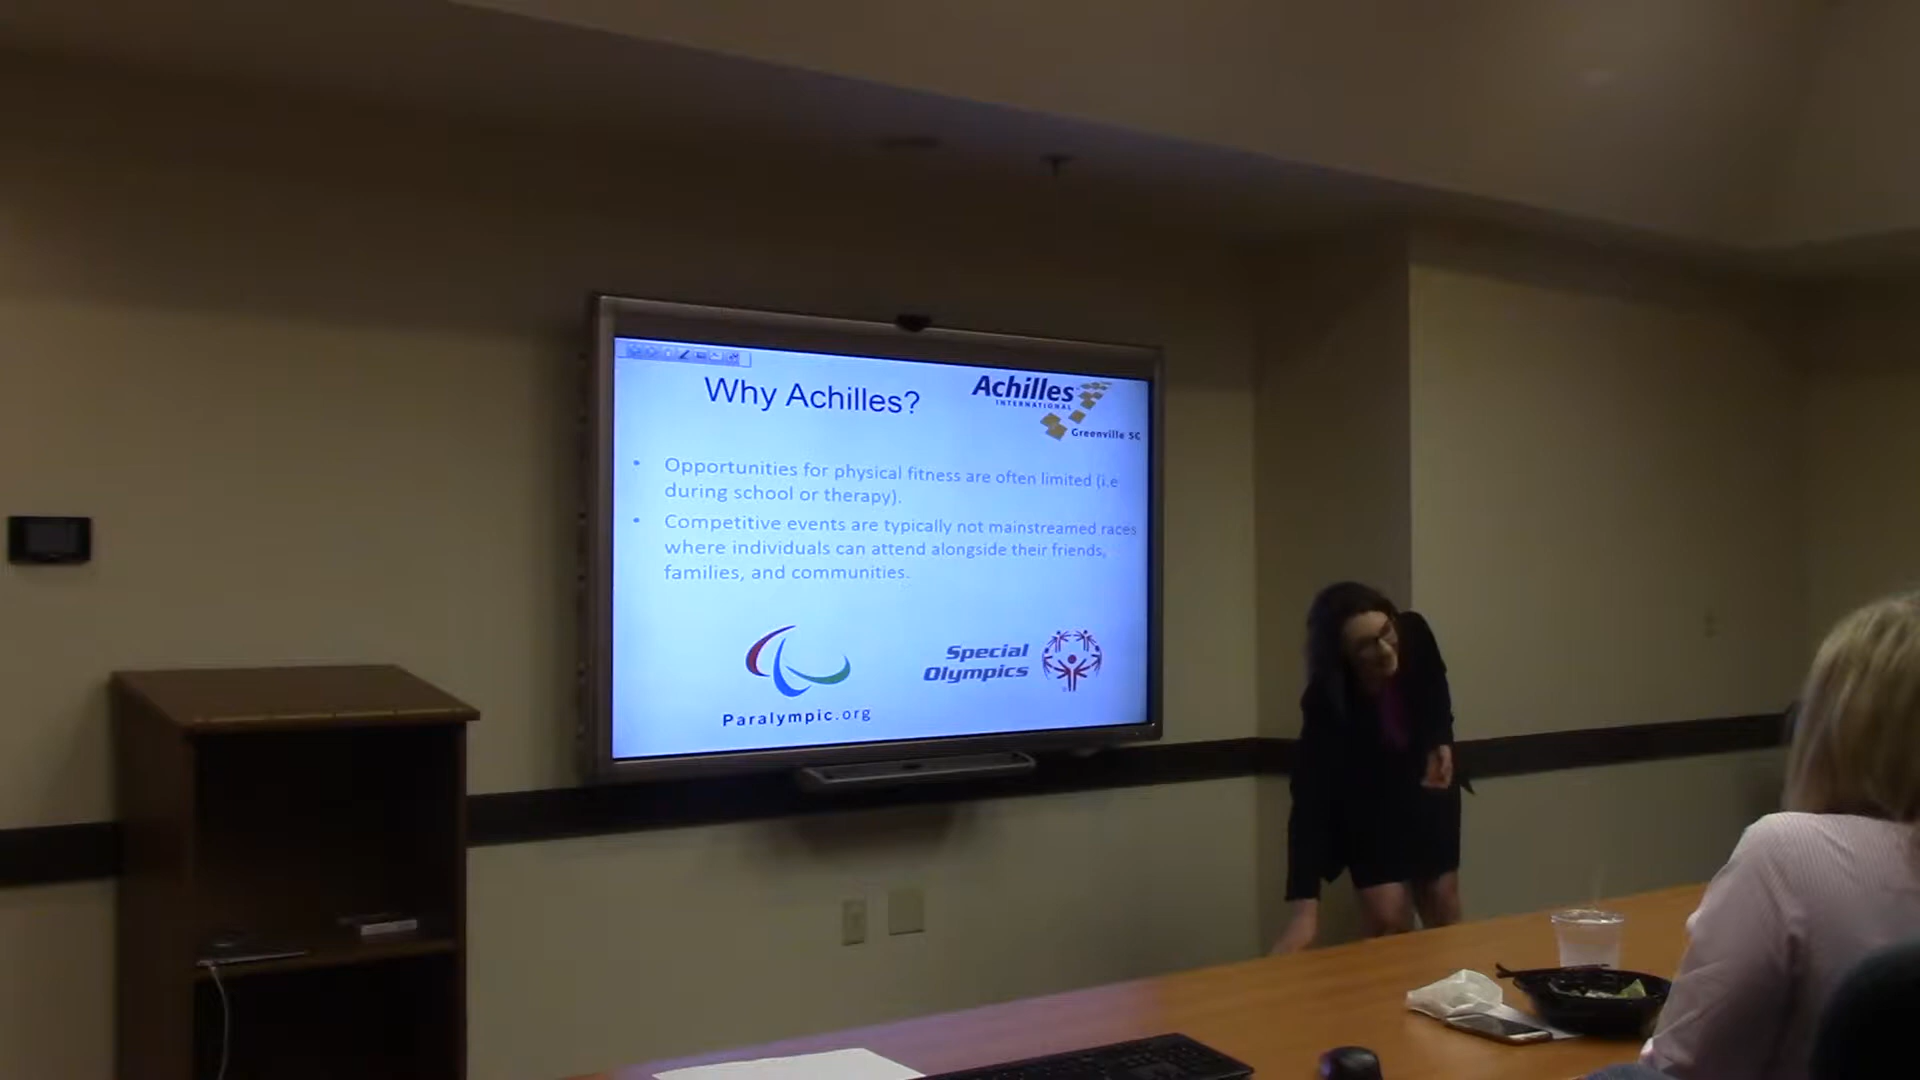 Why Achilles?
Achilles
INTERNATIONAL
Greenville SC
• Opportunities for physical fitness are often limited (i.e
during school or therapy).
• Competitive events are typically not mainstreamed races
where individuals can attend alongside their friends,
families, and communities.
Paralympic.org
Special
Olympics